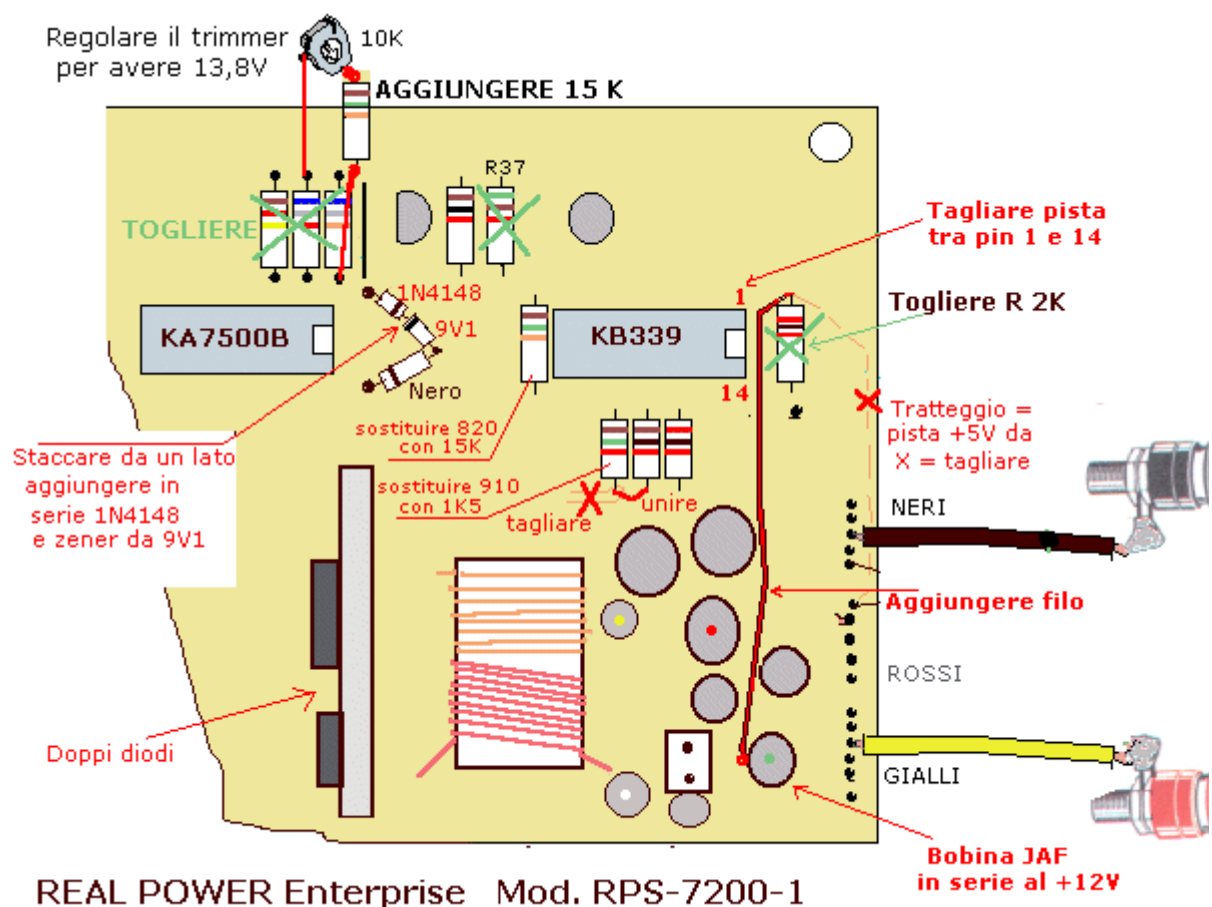 Regolare il trimmer
per avere 13,8V
10K
AGGIUNGERE 15 K
R37
TOGLIERE
Tagliare pista
tra pin 1 e 14
1N4148
9V1
1
Togliere R 2K
KA7500B
KB339
Nero
14
sostituire 820
con 15K
Tratteggio =
pista +5V da
X = tagliare
Staccare da un lato
aggiungere in
serie 1N4148
e zener da 9V1
sostituire 910
con 1K5
tagliare
unire
NERI
Aggiungere filo
ROSSI
Doppi diodi
GIALLI
Bobina JAF
in serie al +12V
REAL POWER Enterprise Mod. RPS-7200-1